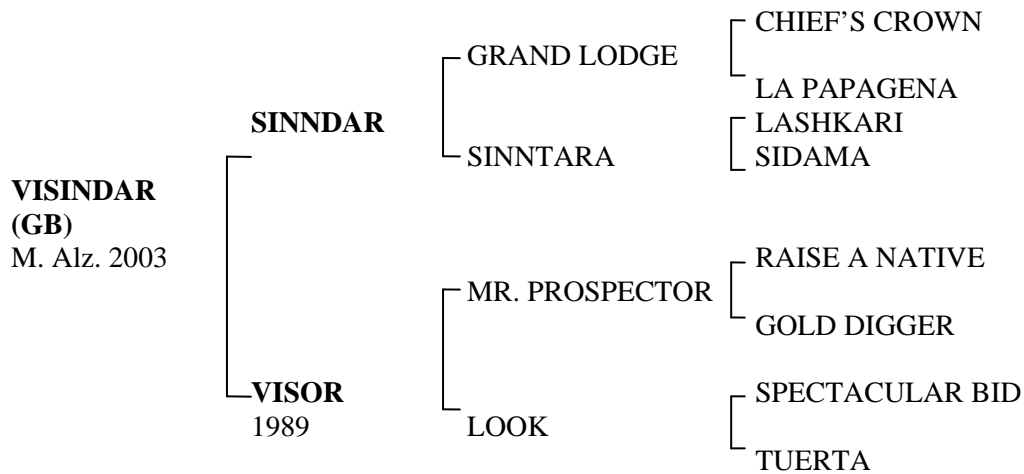 CHIEF’S CROWN
GRAND LODGE
LA PAPAGENA
SINNDAR
LASHKARI
SINNTARA
SIDAMA
VISINDAR
(GB)
M. Alz. 2003
RAISE A NATIVE
MR. PROSPECTOR
GOLD DIGGER
VISOR
SPECTACULAR BID
1989
LOOK
TUERTA